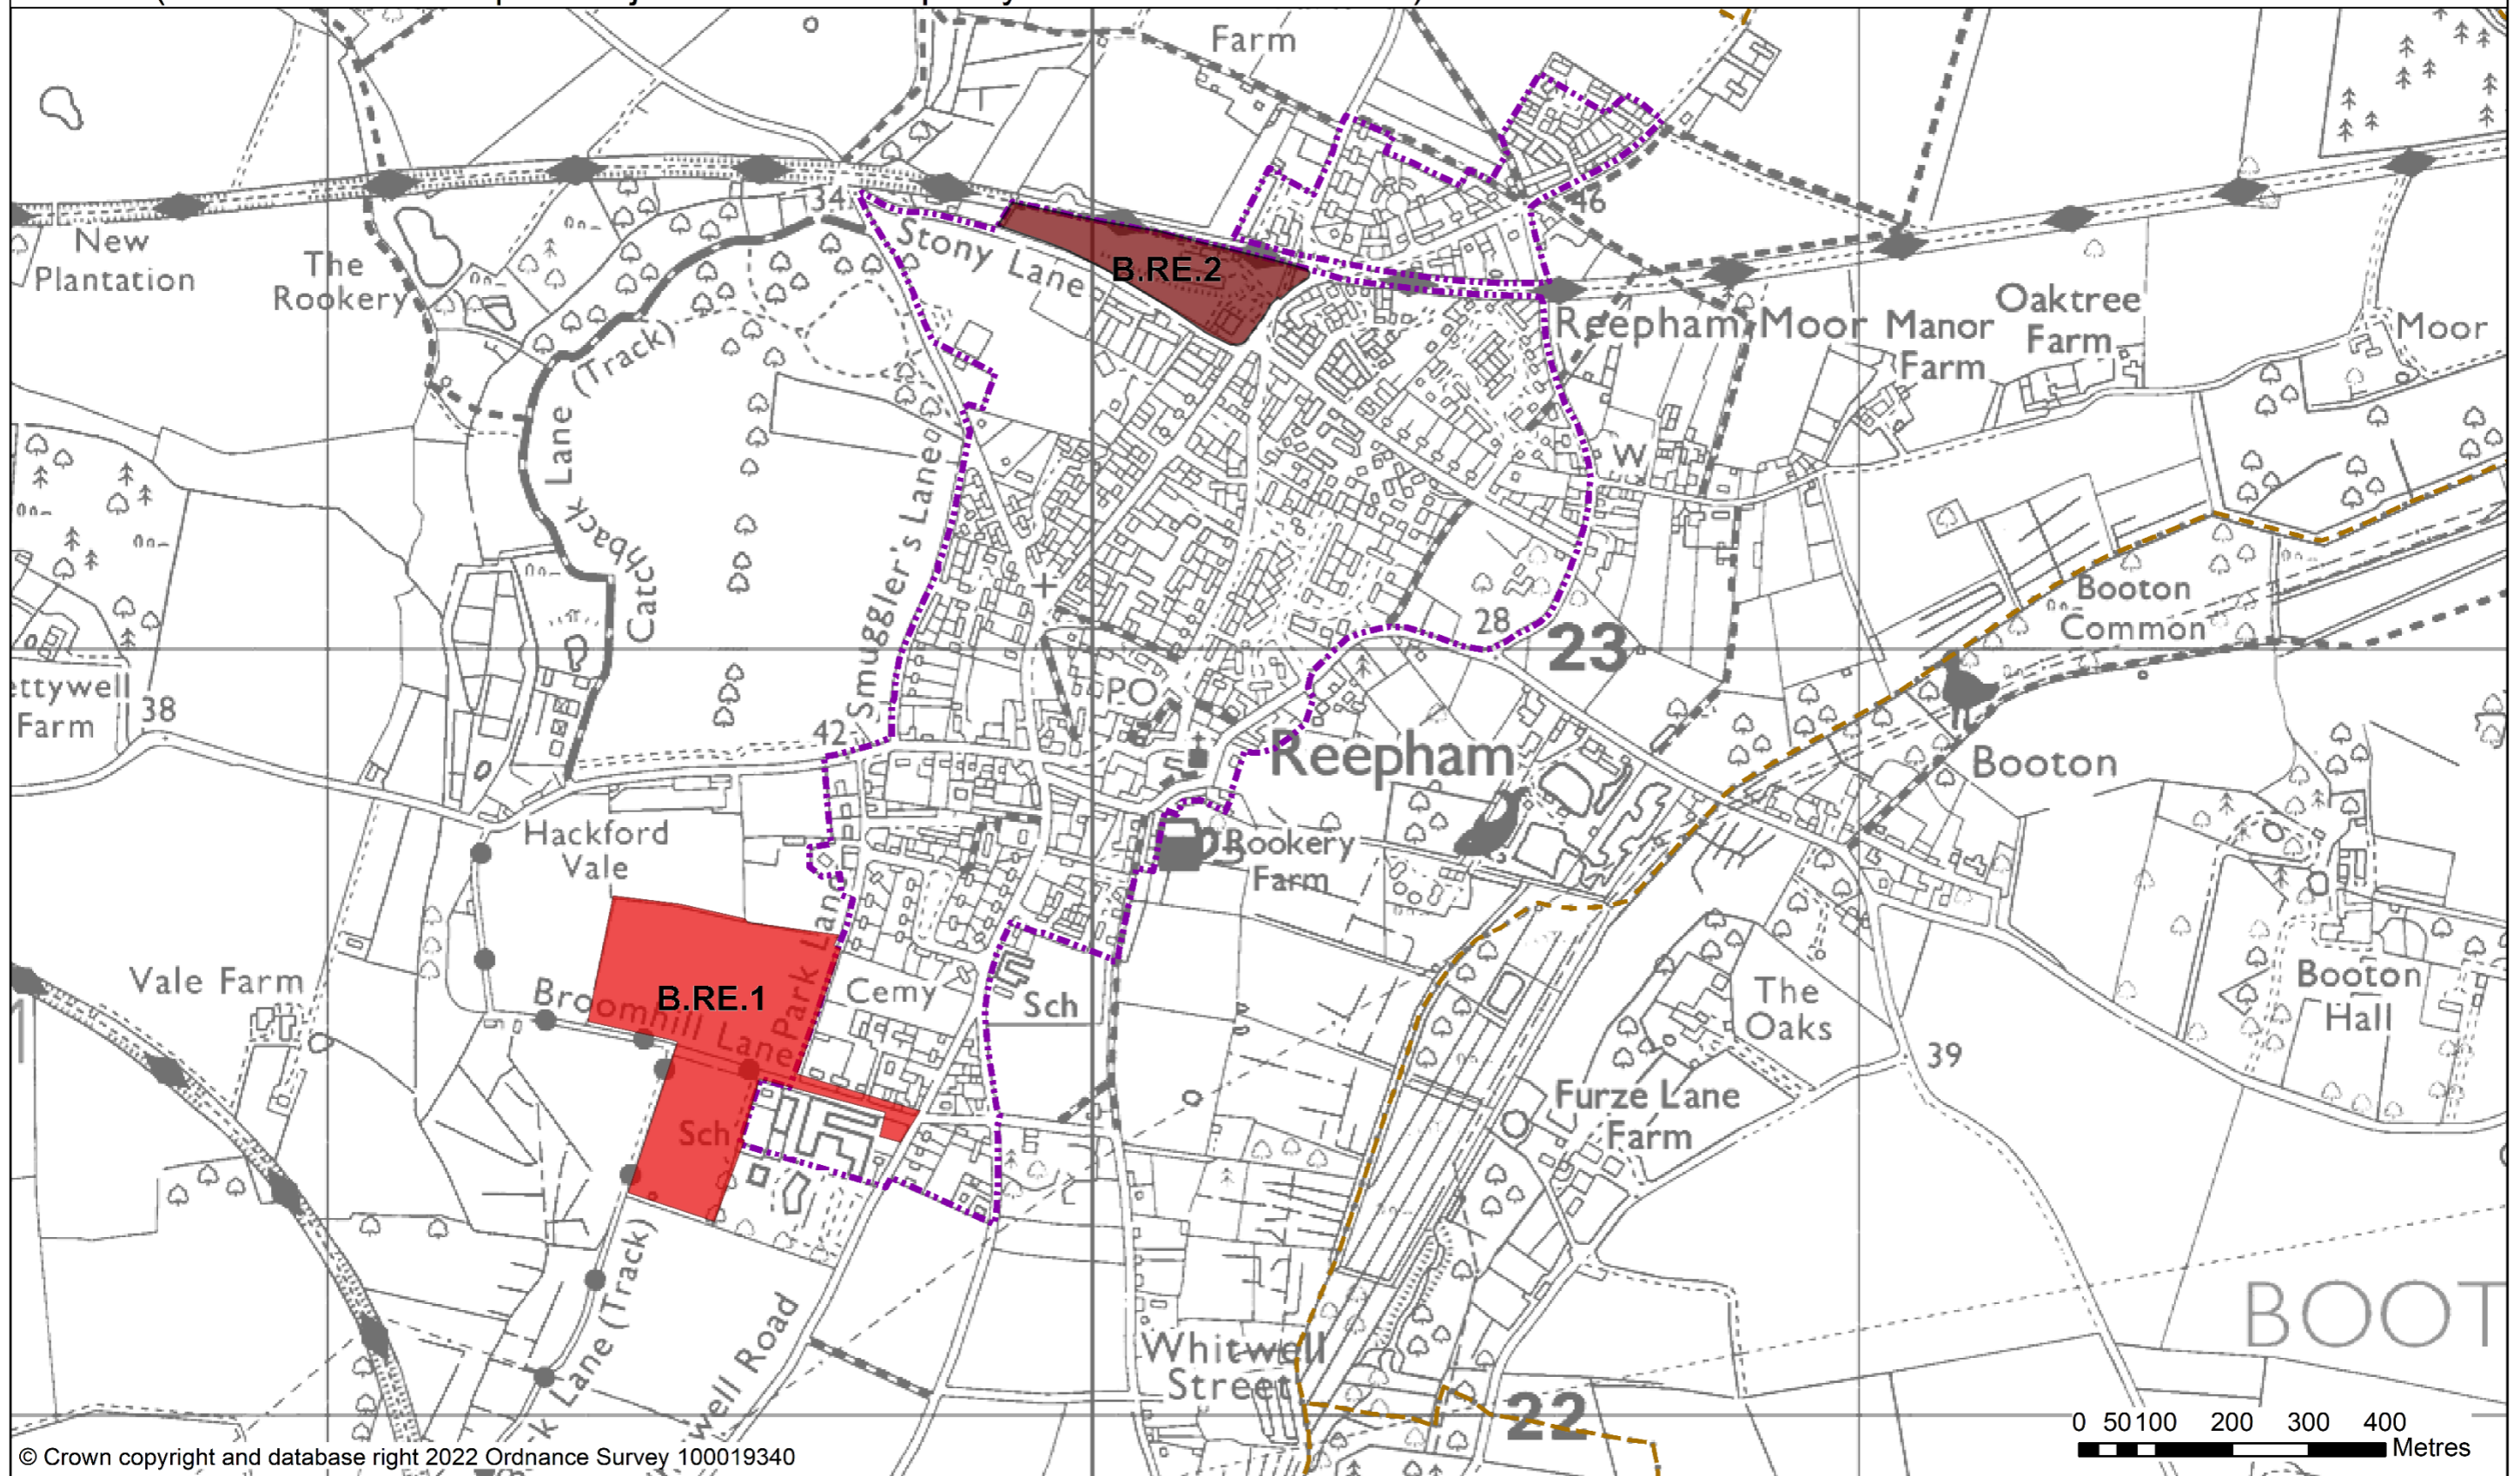 Farm
34
46
Stony Lane
B.RE.2
New
Plantation
The
Rookery
Reepham Moor
Manor
Farm
Oaktree
Farm
Moor
(Track)
Lane
Catchback
Smuggler's Lane
W
Booton
Common
28
23
PO
Farm
38
42
Reepham
Booton
Hackford
Vale
Rookery
Farm
Vale Farm
Park Lane
B.RE.1
Broomhill Lane
Cemy
Sch
The
Oaks
Booton
Hall
39
Furze Lane
Farm
Sch
Lane (Track)
well Road
Whitwell
Street
BOOT
22
0 50 100 200 300 400
Metres
© Crown copyright and database right 2022 Ordnance Survey 100019340